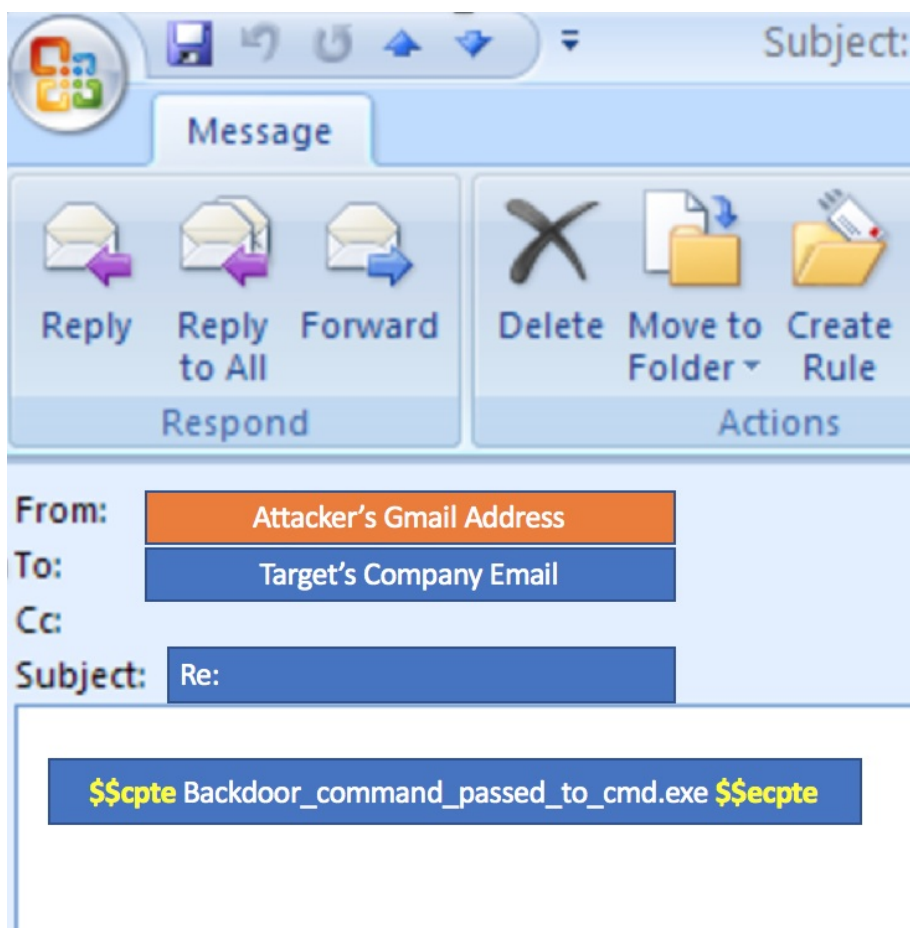 Subject:
Message
Reply
Reply to All
Forward
Delete
Move to Folder
Create Rule
Respond
Actions
From: Attacker's Gmail Address
To: Target's Company Email
Cc:
Subject: Re:
$$cpte Backdoor_command_passed_to_cmd.exe $$ecpte